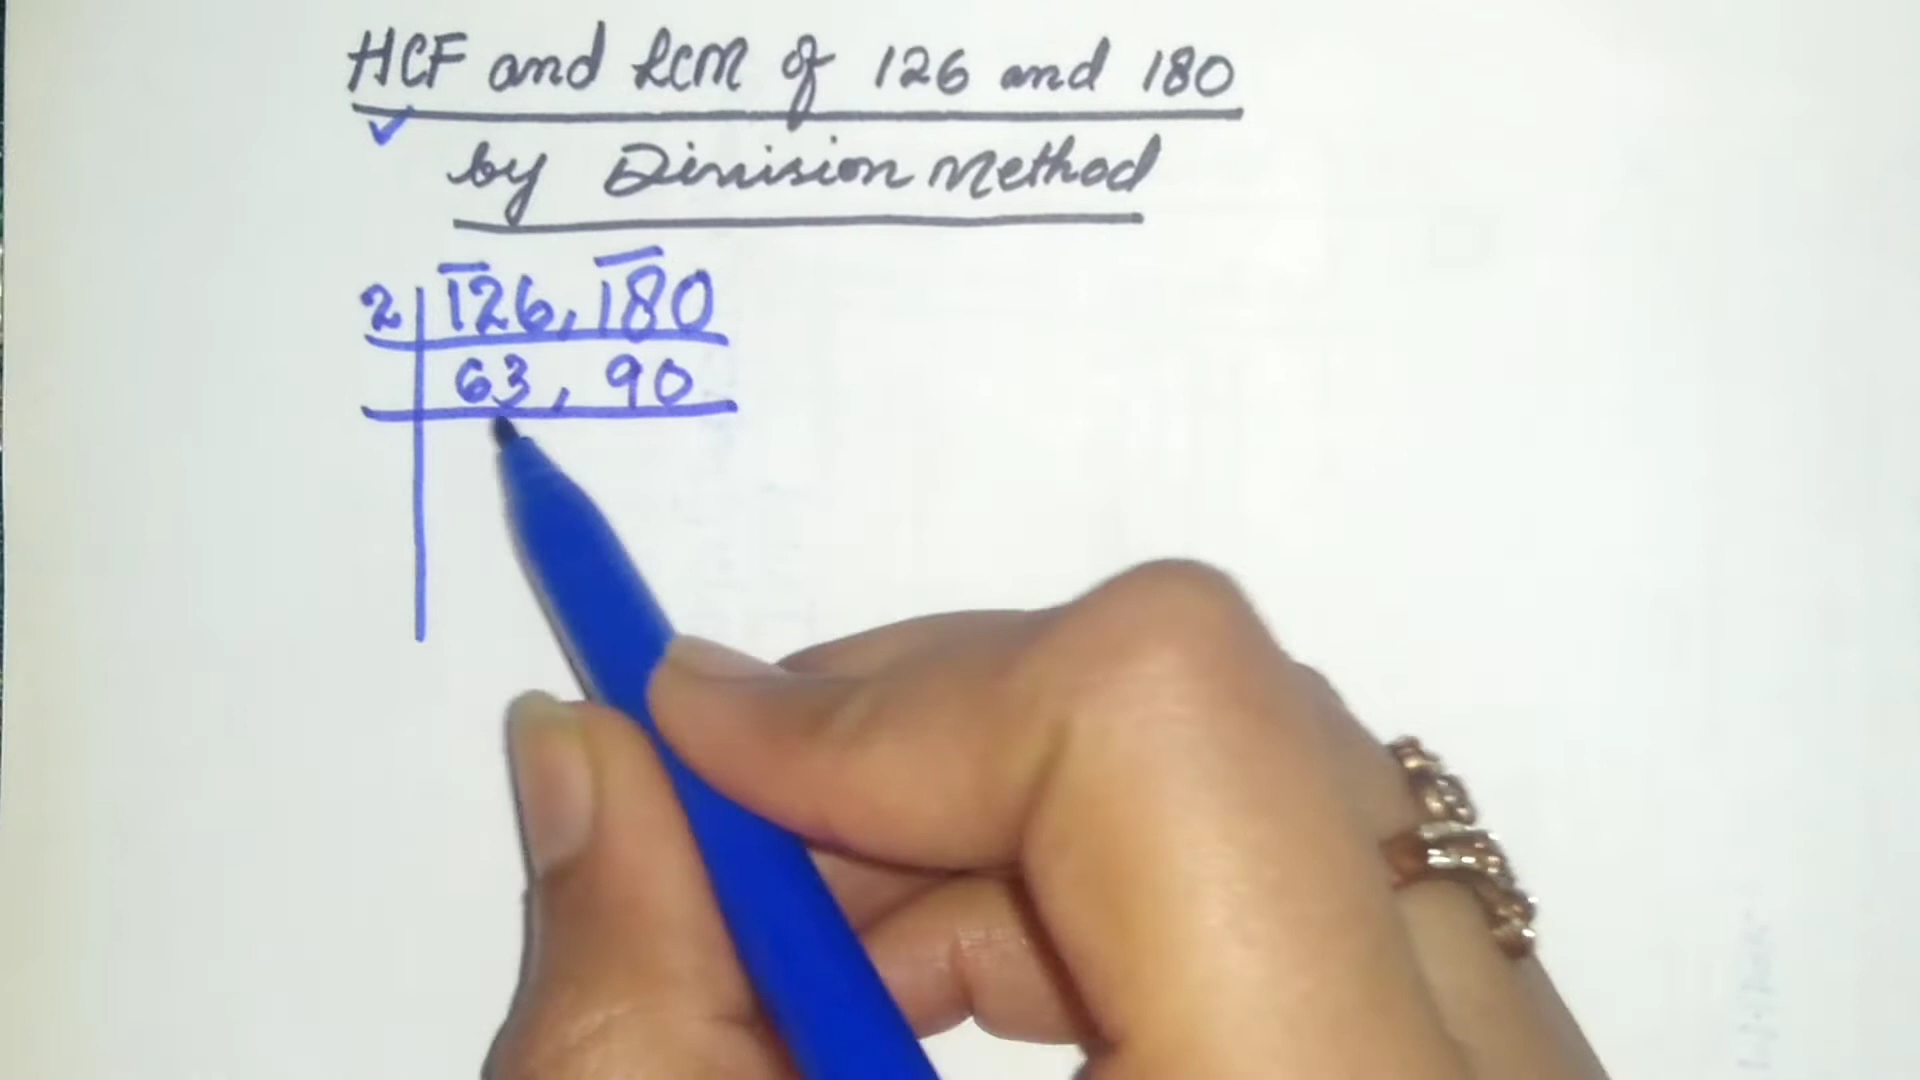 HCF and LCM of 126 and 180
by Division Method
2 126, 180
63, 90